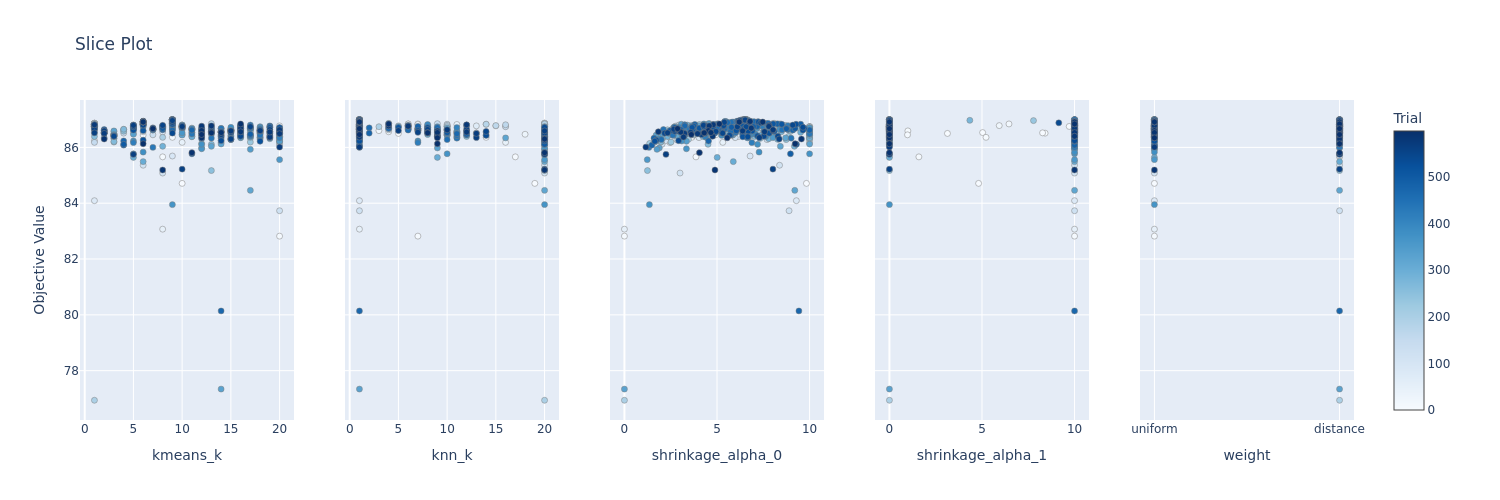 Slice Plot
Trial
Objective Value
86
84
82
80
78
500
400
300
200
100
0
0 5 10 15 20
0 5 10 15 20
0 5 10
0 5 10
uniform distance
kmeans_k
knn_k
shrinkage_alpha_0
shrinkage_alpha_1
weight